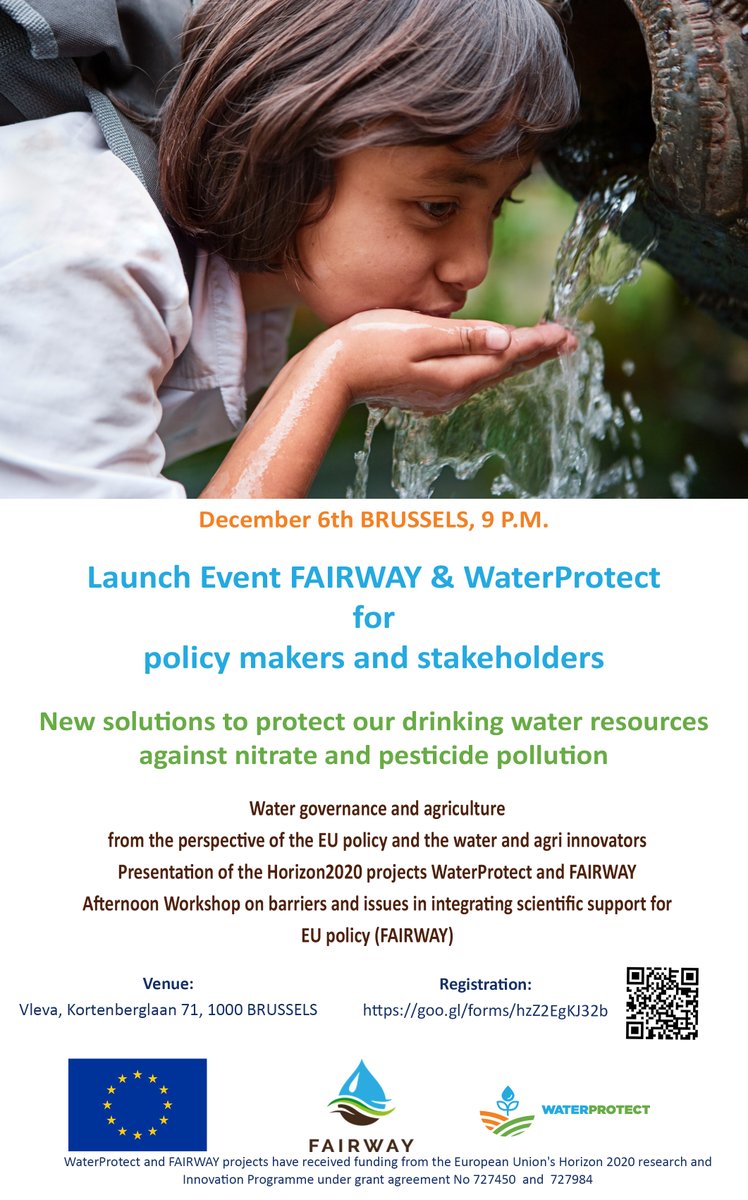 December 6th BRUSSELS, 9 P.M.
Launch Event FAIRWAY & WaterProtect
for
policy makers and stakeholders
New solutions to protect our drinking water resources
against nitrate and pesticide pollution
Water governance and agriculture
from the perspective of the EU policy and the water and agri innovators
Presentation of the Horizon2020 projects WaterProtect and FAIRWAY
Afternoon Workshop on barriers and issues in integrating scientific support for
EU policy (FAIRWAY)
Venue:
Vleva, Kortenberglaan 71, 1000 BRUSSELS
Registration:
https://goo.gl/forms/hzZ2EgKJ32b
FAIRWAY
WATERPROTECT
WaterProtect and FAIRWAY projects have received funding from the European Union's Horizon 2020 research and
Innovation Programme under grant agreement No 727450 and 727984